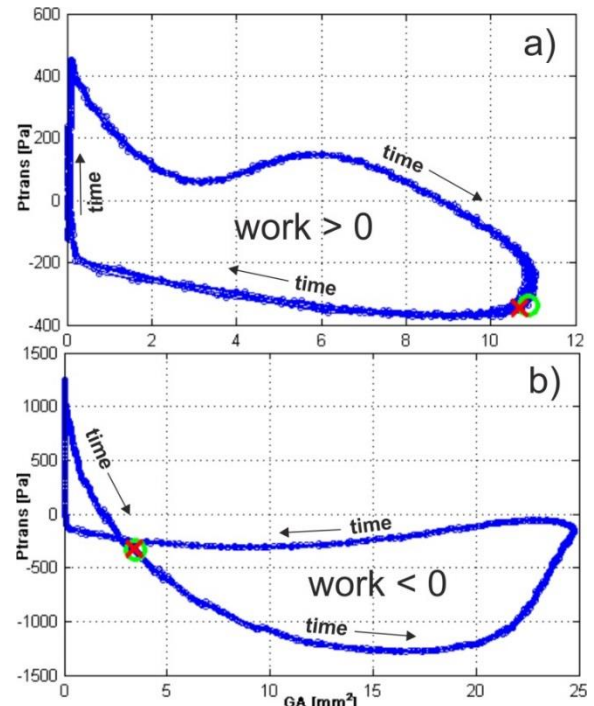 a)
Ptrans [Pa]
600
400
200
0
-200
-400
time
time
work > 0
time
0 2 4 6 8 10 12
b)
Ptrans [Pa]
1500
1000
500
0
-500
-1000
-1500
time
time
work < 0
time
0 5 10 15 20 25
GA [mm²]